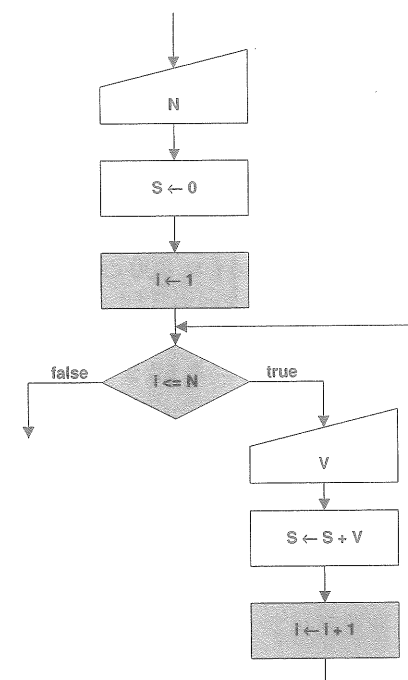 N
S ← 0
i ← 1
i <= N
false
true
V
S ← S + V
i ← i + 1